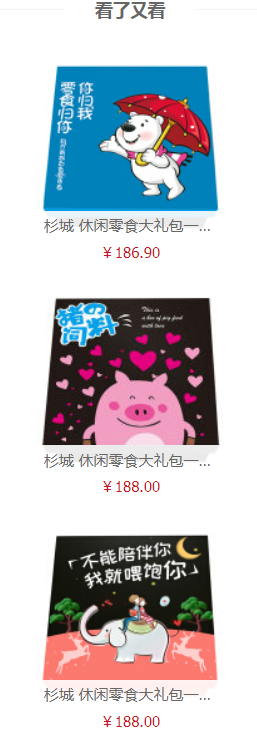 看了又看
你归我
零食归你
杉城 休闲零食大礼包一...
￥186.90
猪の
饲料
This is
a box of pig food
with love
杉城 休闲零食大礼包一...
￥188.00
「不能陪伴你
我就喂饱你」
杉城 休闲零食大礼包一...
￥188.00